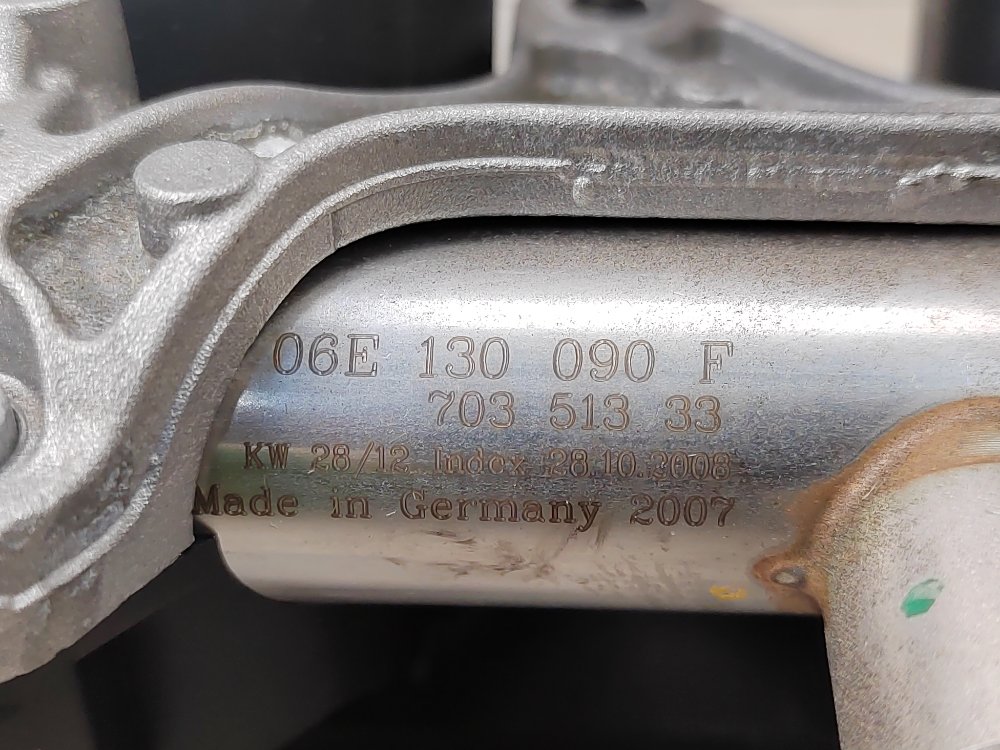 06E 130 090 F
703 513 33
KW 28/12 Index 28.10.2008
Made in Germany 2007